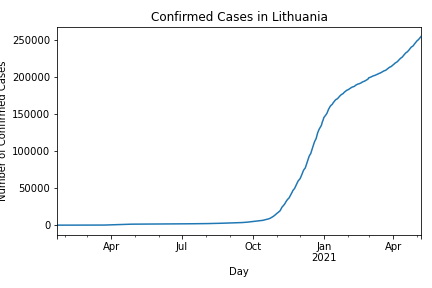 Confirmed Cases in Lithuania
Number of Confirmed Cases
250000
200000
150000
100000
50000
0
Apr Jul Oct Jan Apr
2021
Day